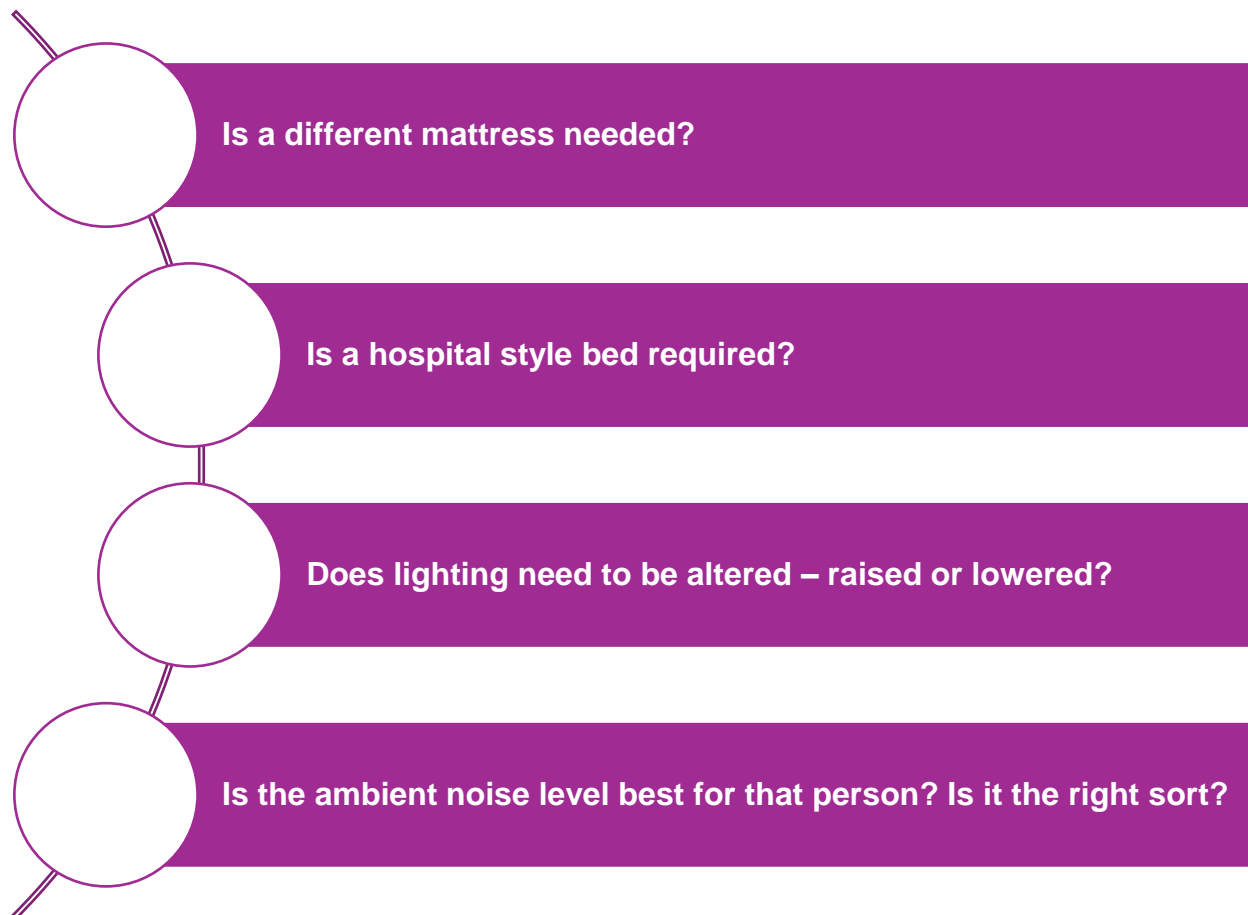 Is a different mattress needed?
Is a hospital style bed required?
Does lighting need to be altered – raised or lowered?
Is the ambient noise level best for that person? Is it the right sort?